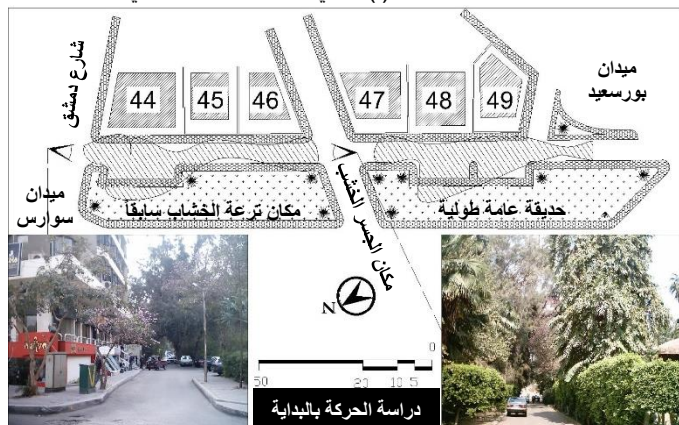 شارع دمشق
44
45
46
47
48
49
ميدان
بورسعيد
ميدان
سوارس
مكان ترعة الخشاب سابقاً
مكان الجسر الخشب
حديقة عامة طولية
N
0
50
20
10
5
دراسة الحركة بالبداية